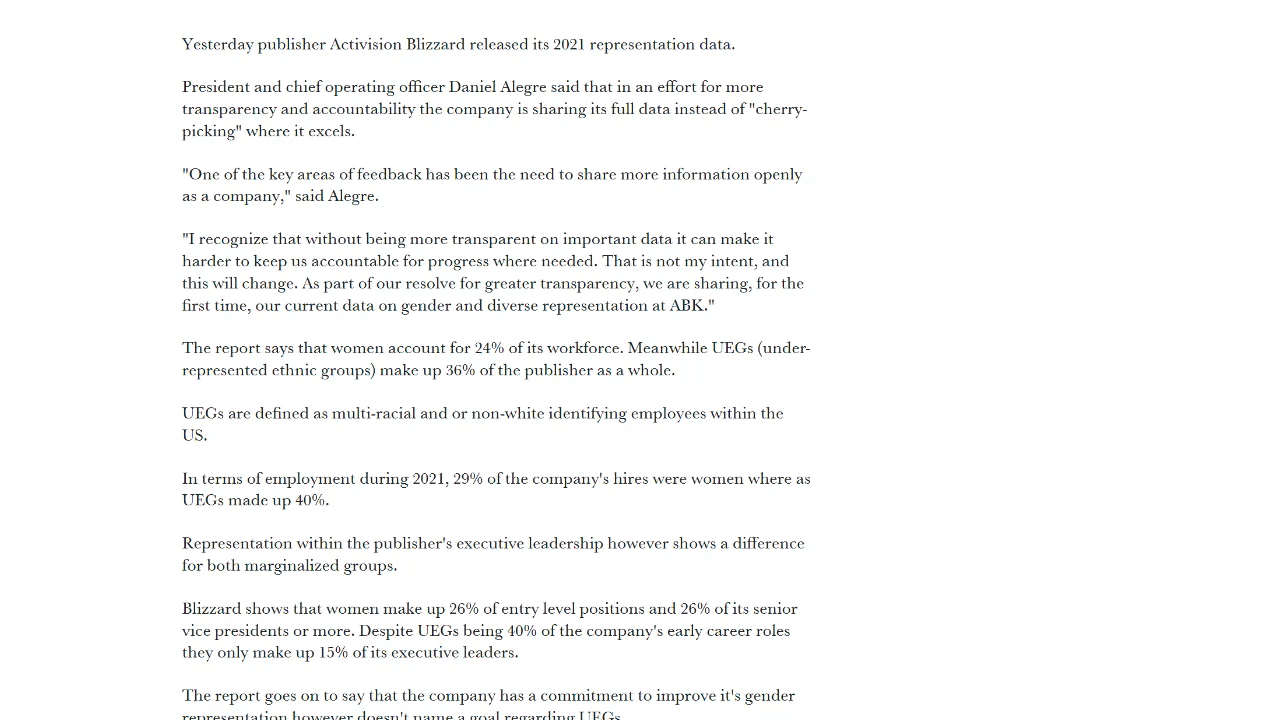 Yesterday publisher Activision Blizzard released its 2021 representation data.
President and chief operating officer Daniel Alegre said that in an effort for more
transparency and accountability the company is sharing its full data instead of "cherry-
picking" where it excels.
"One of the key areas of feedback has been the need to share more information openly
as a company," said Alegre.
"I recognize that without being more transparent on important data it can make it
harder to keep us accountable for progress where needed. That is not my intent, and
this will change. As part of our resolve for greater transparency, we are sharing, for the
first time, our current data on gender and diverse representation at ABK."
The report says that women account for 24% of its workforce. Meanwhile UEGs (under-
represented ethnic groups) make up 36% of the publisher as a whole.
UEGs are defined as multi-racial and or non-white identifying employees within the
US.
In terms of employment during 2021, 29% of the company's hires were women where as
UEGs made up 40%.
Representation within the publisher's executive leadership however shows a difference
for both marginalized groups.
Blizzard shows that women make up 26% of entry level positions and 26% of its senior
vice presidents or more. Despite UEGs being 40% of the company's early career roles
they only make up 15% of its executive leaders.
The report goes on to say that the company has a commitment to improve it's gender
representation however doesn't name a goal regarding UEGs.